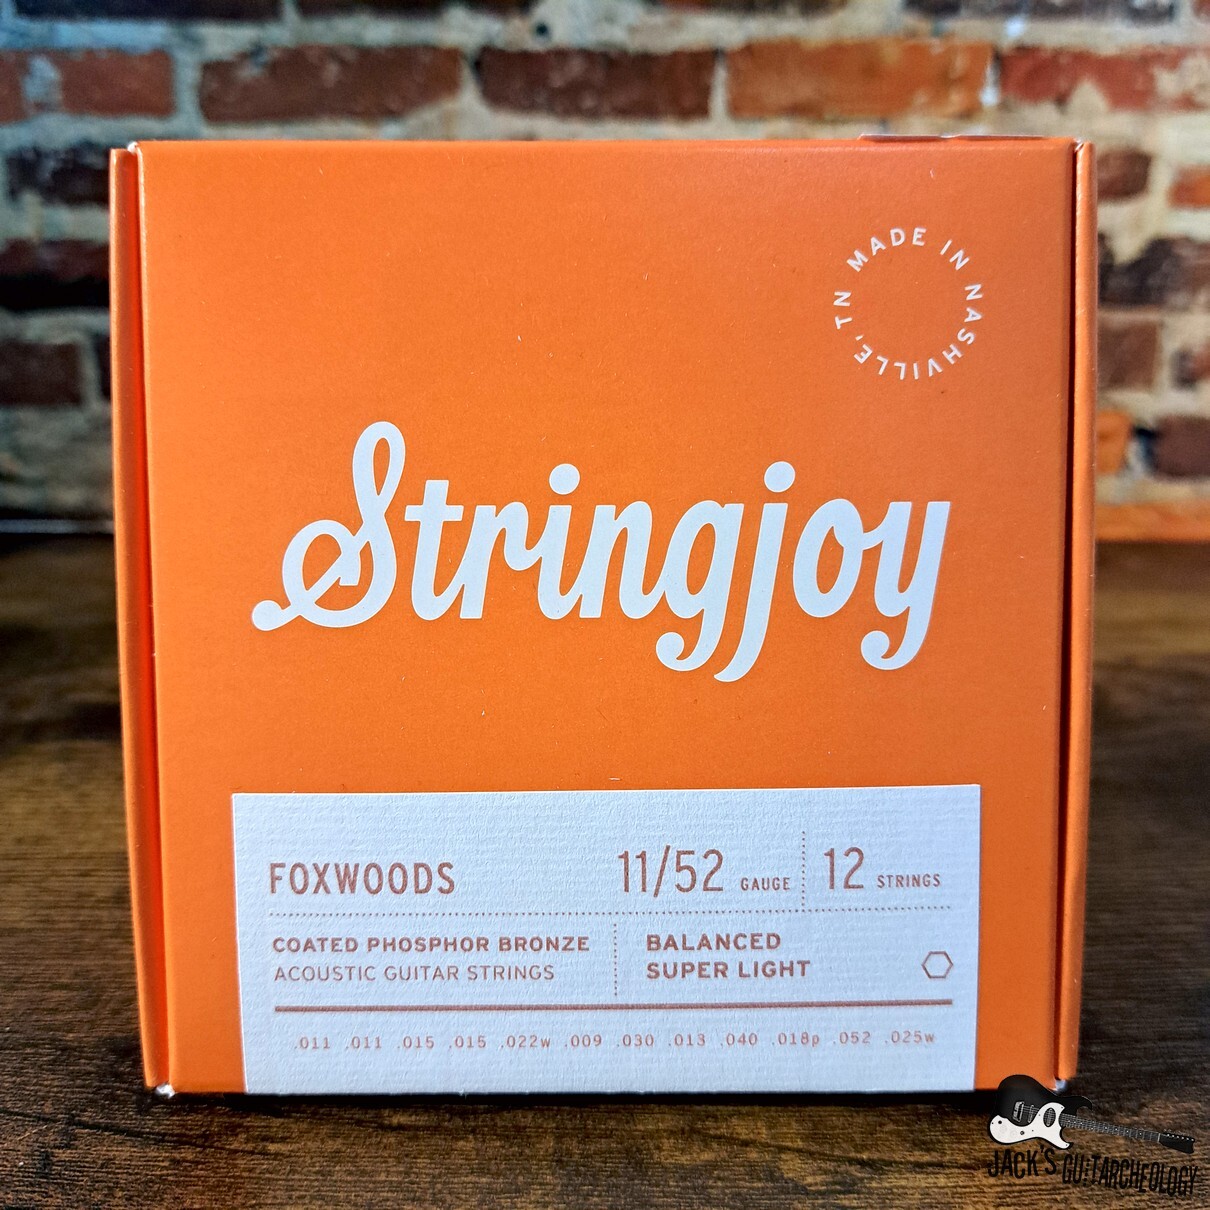 MADE IN NASHVILLE, TN
Stringjoy
FOXWOODS
11/52 GAUGE
12 STRINGS
COATED PHOSPHOR BRONZE
ACOUSTIC GUITAR STRINGS
BALANCED
SUPER LIGHT
.011 .011 .015 .015 .022w .009 .030 .013 .040 .018p .052 .025w
JACK'S GUITARCHEOLOGY